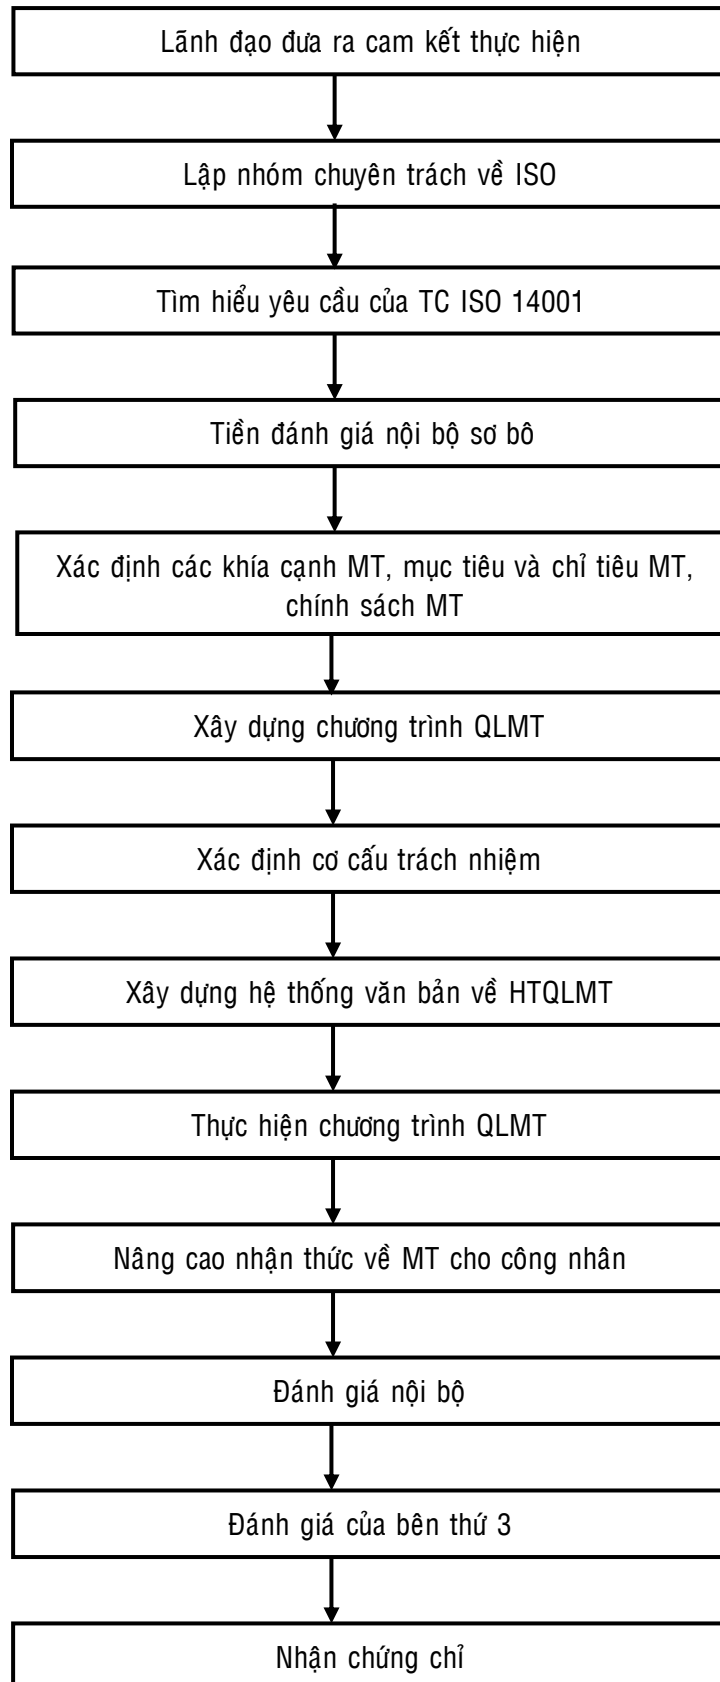 Lãnh đạo đưa ra cam kết thực hiện
Lập nhóm chuyên trách về ISO
Tìm hiểu yêu cầu của TC ISO 14001
Tiền đánh giá nội bộ sơ bô
Xác định các khía cạnh MT, mục tiêu và chỉ tiêu MT,
chính sách MT
Xây dựng chương trình QLMT
Xác định cơ cấu trách nhiệm
Xây dựng hệ thống văn bản về HTQLMT
Thực hiện chương trình QLMT
Nâng cao nhận thức về MT cho công nhân
Đánh giá nội bộ
Đánh giá của bên thứ 3
Nhận chứng chỉ